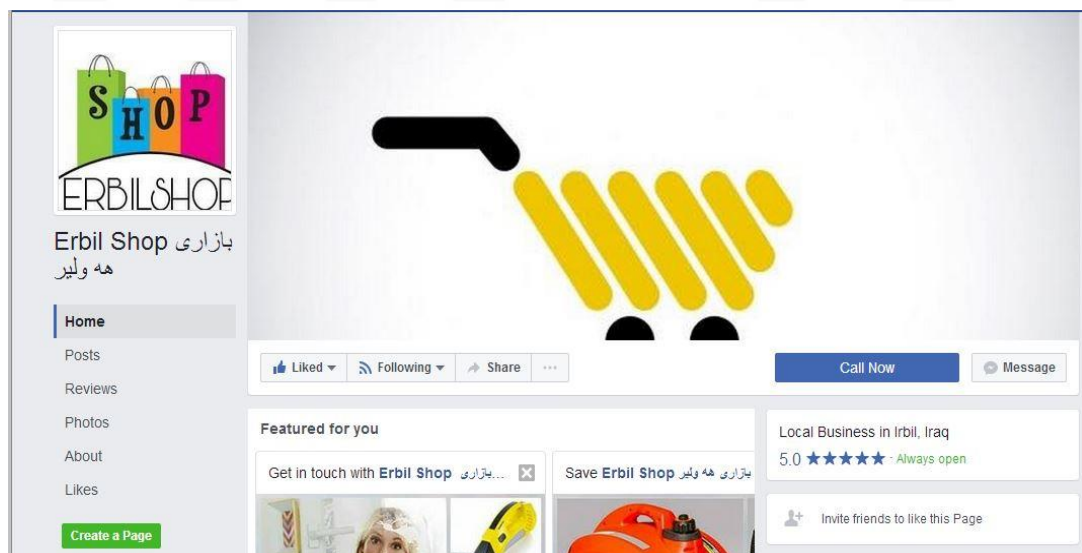 SHOP
ERBILSHOP
Erbil Shop بازاری
هه ولیر
Home
Posts
Reviews
Photos
About
Likes
Create a Page
Liked
Following
Share
Call Now
Message
Featured for you
Get in touch with Erbil Shop بازاری...
Save Erbil Shop بازاری هه ولیر
Local Business in Irbil, Iraq
5.0 ★★★★★ · Always open
Invite friends to like this Page